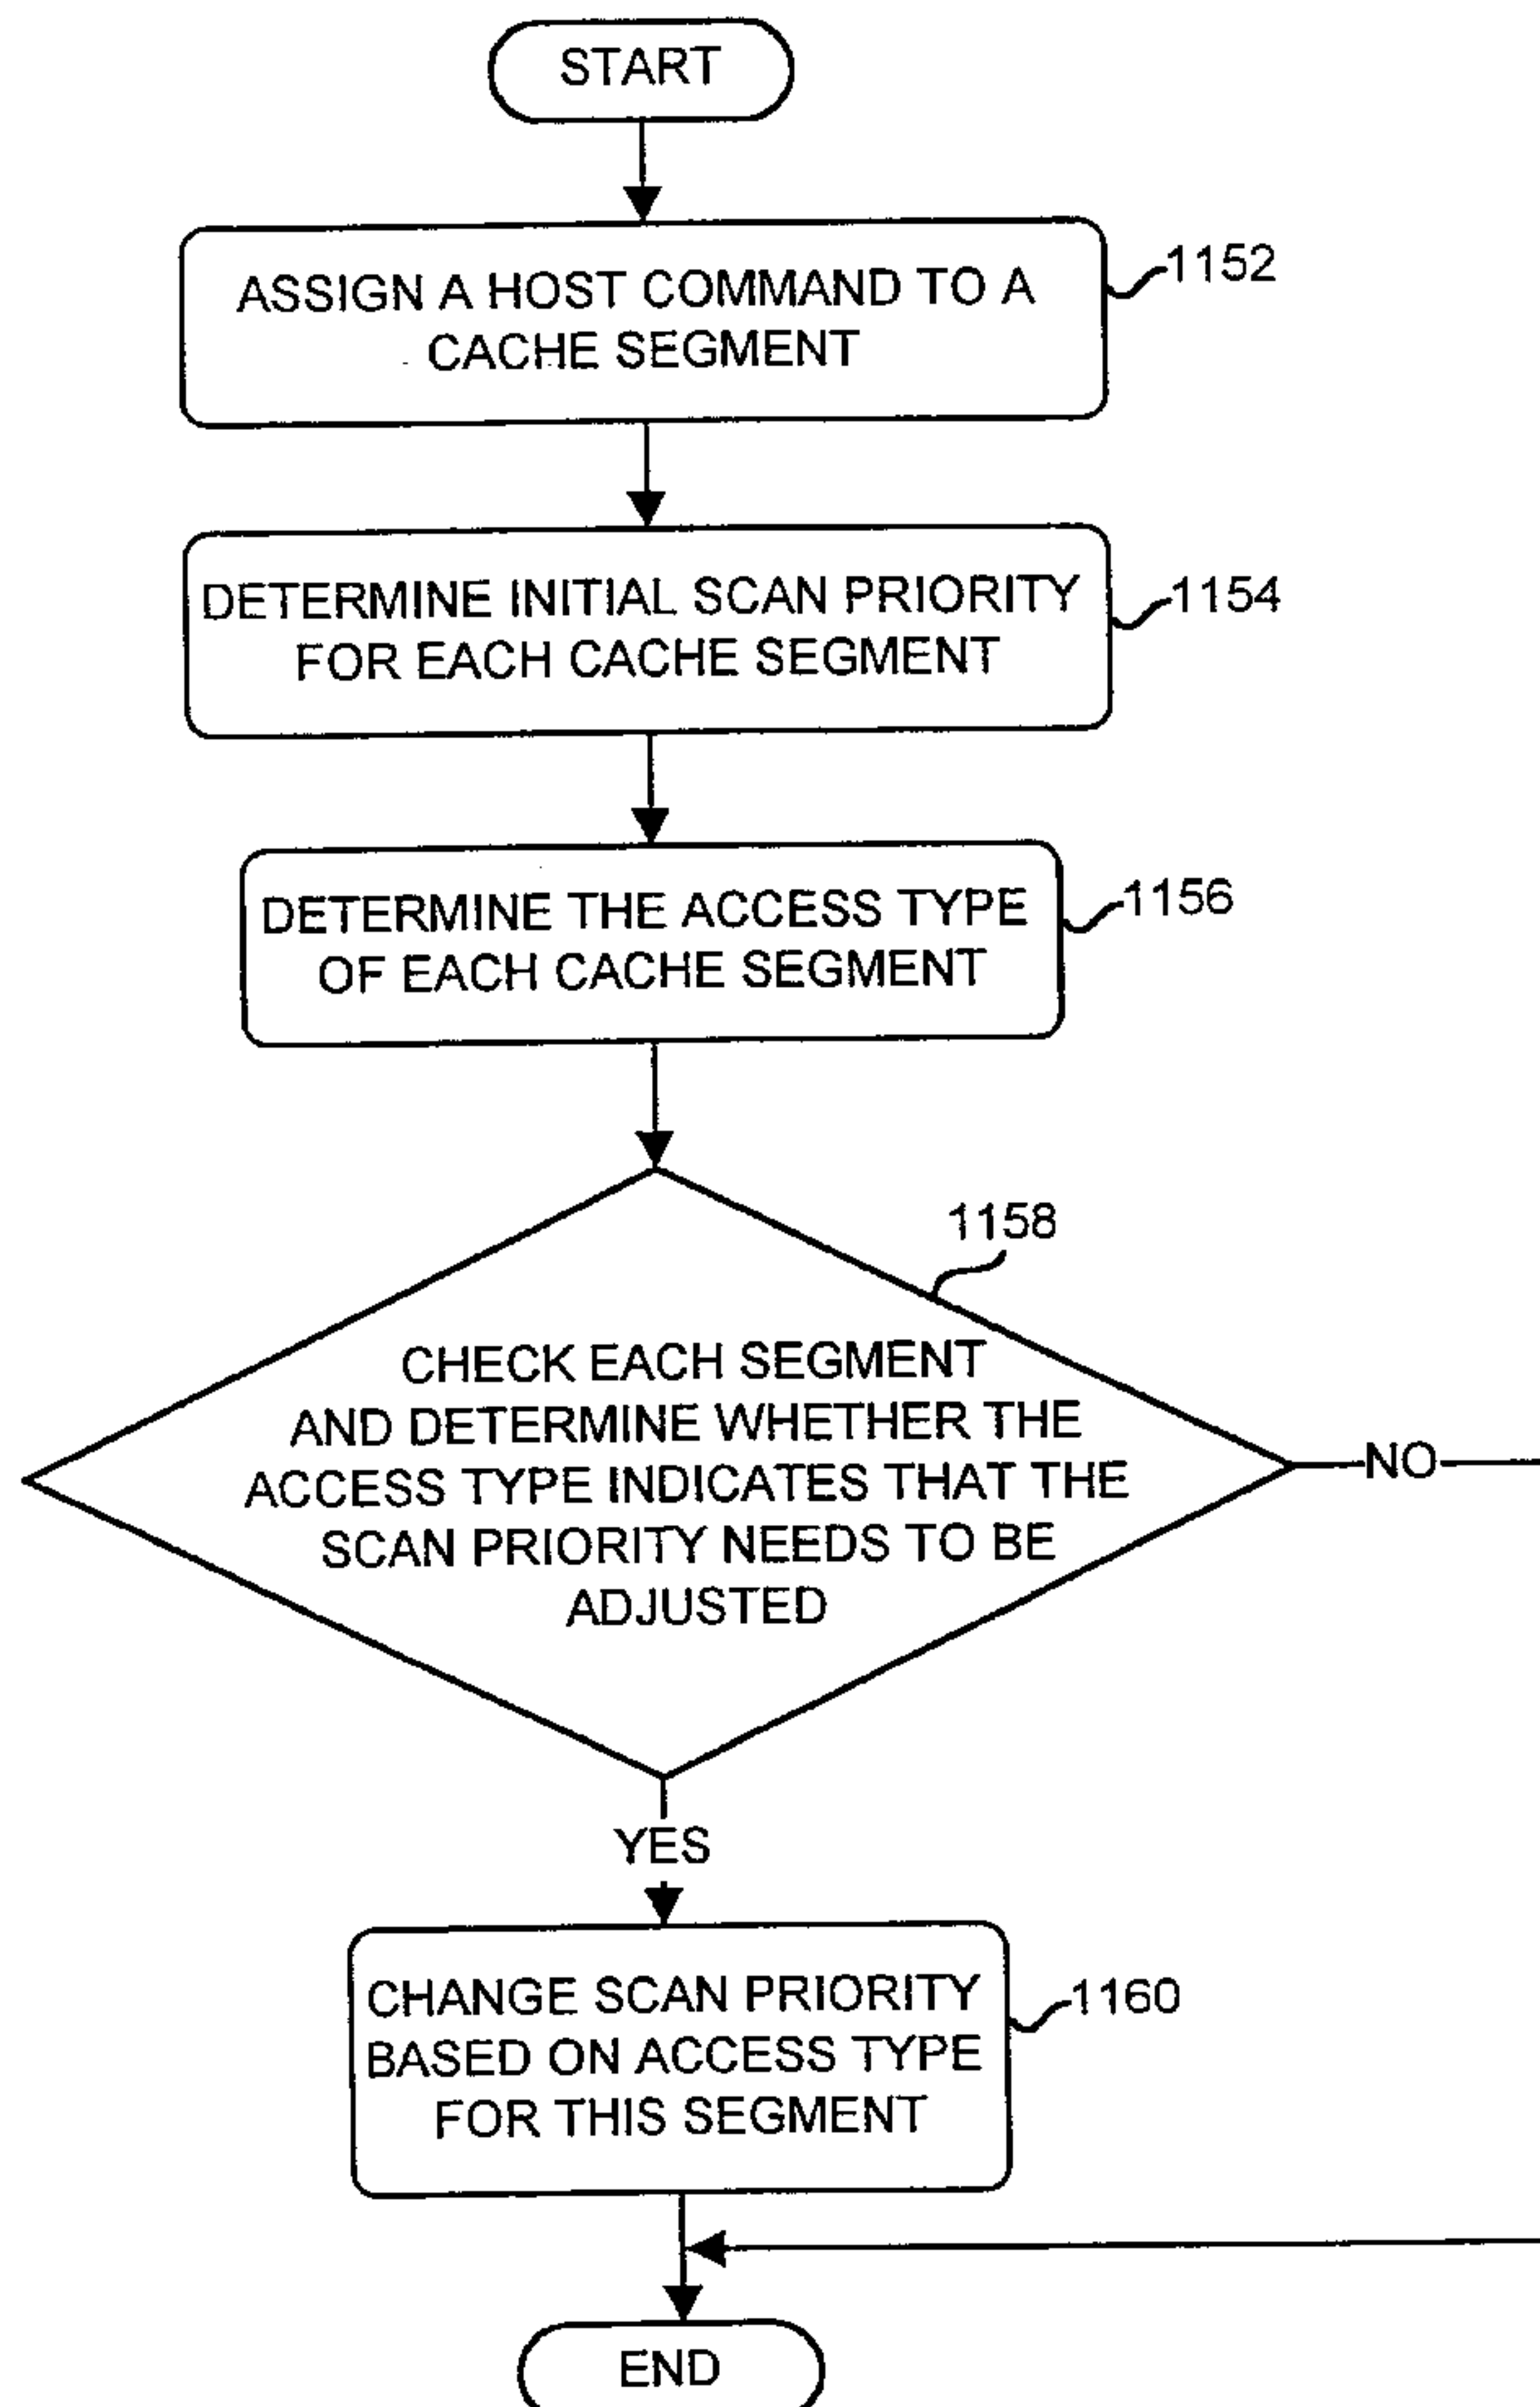 START
ASSIGN A HOST COMMAND TO A
CACHE SEGMENT
1152
DETERMINE INITIAL SCAN PRIORITY
FOR EACH CACHE SEGMENT
1154
DETERMINE THE ACCESS TYPE
OF EACH CACHE SEGMENT
1156
1158
CHECK EACH SEGMENT
AND DETERMINE WHETHER THE
ACCESS TYPE INDICATES THAT THE
SCAN PRIORITY NEEDS TO BE
ADJUSTED
NO
YES
CHANGE SCAN PRIORITY
BASED ON ACCESS TYPE
FOR THIS SEGMENT
1160
END